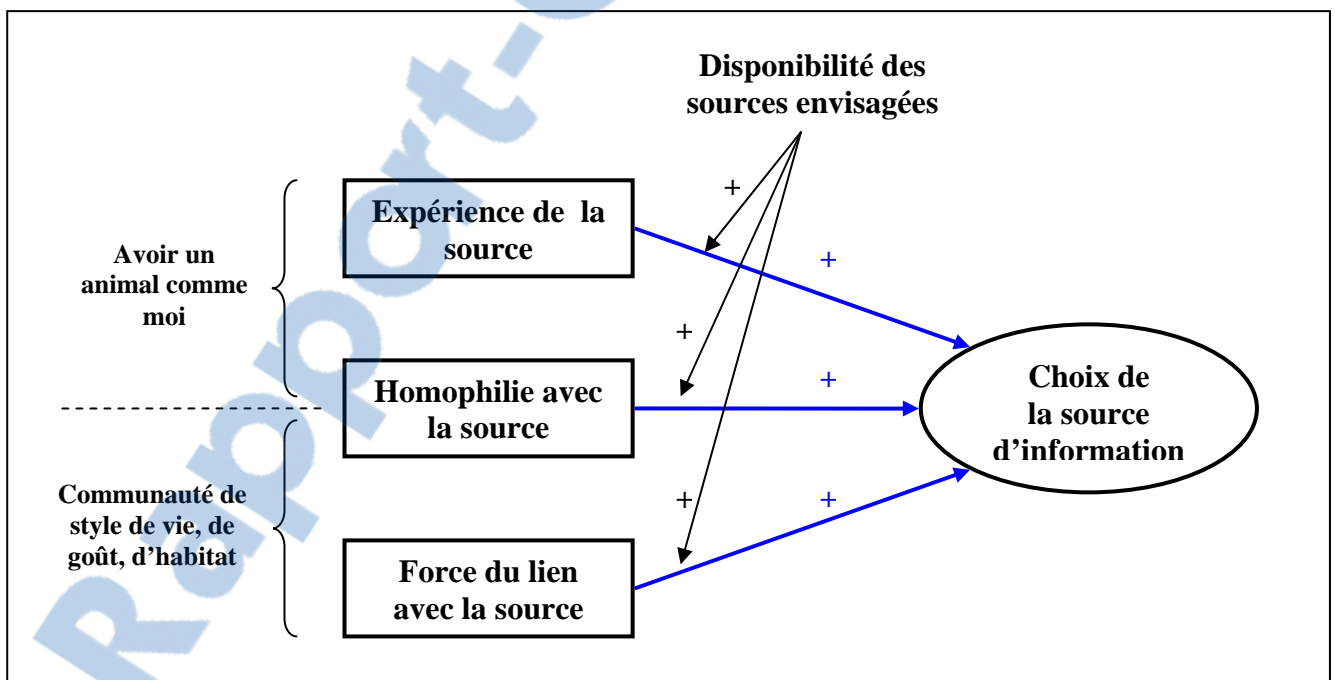 Disponibilité des
sources envisagées
+
Expérience de la
source
+
Avoir un
animal comme
moi
+
Homophilie avec
la source
+
Choix de
la source
d’information
Communauté de
style de vie, de
goût, d’habitat
+
+
Force du lien
avec la source
Rapport-